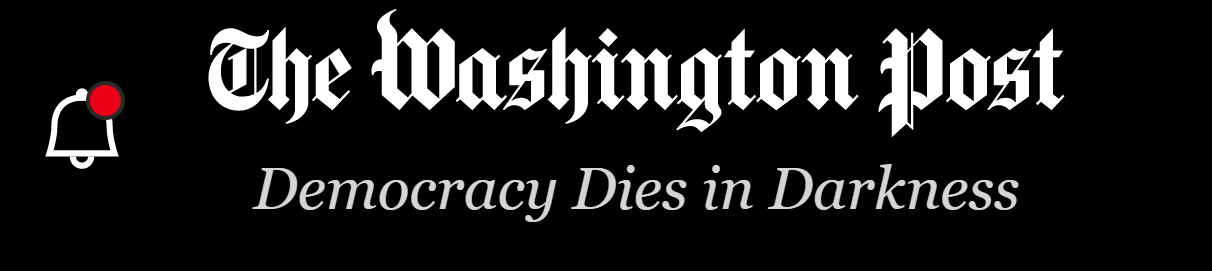 The Washington Post
Democracy Dies in Darkness